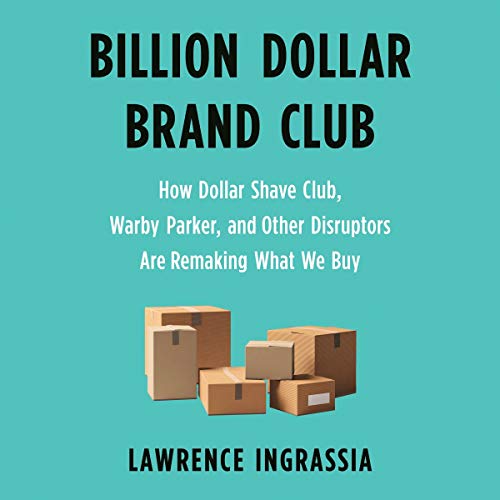 BILLION DOLLAR
BRAND CLUB
How Dollar Shave Club,
Warby Parker, and Other Disruptors
Are Remaking What We Buy
LAWRENCE INGRASSIA